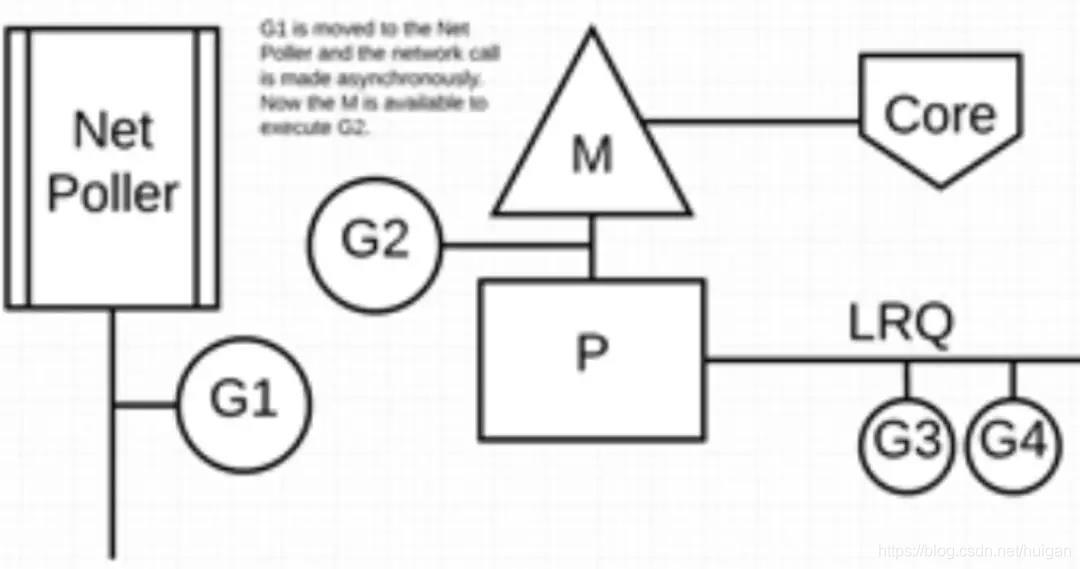 Net
Poller
G1 is moved to the Net
Poller and the network call
is made asynchronously.
Now the M is available to
execute G2.
M
Core
G2
P
LRQ
G1
G3
G4
https://blog.csdn.net/huigan